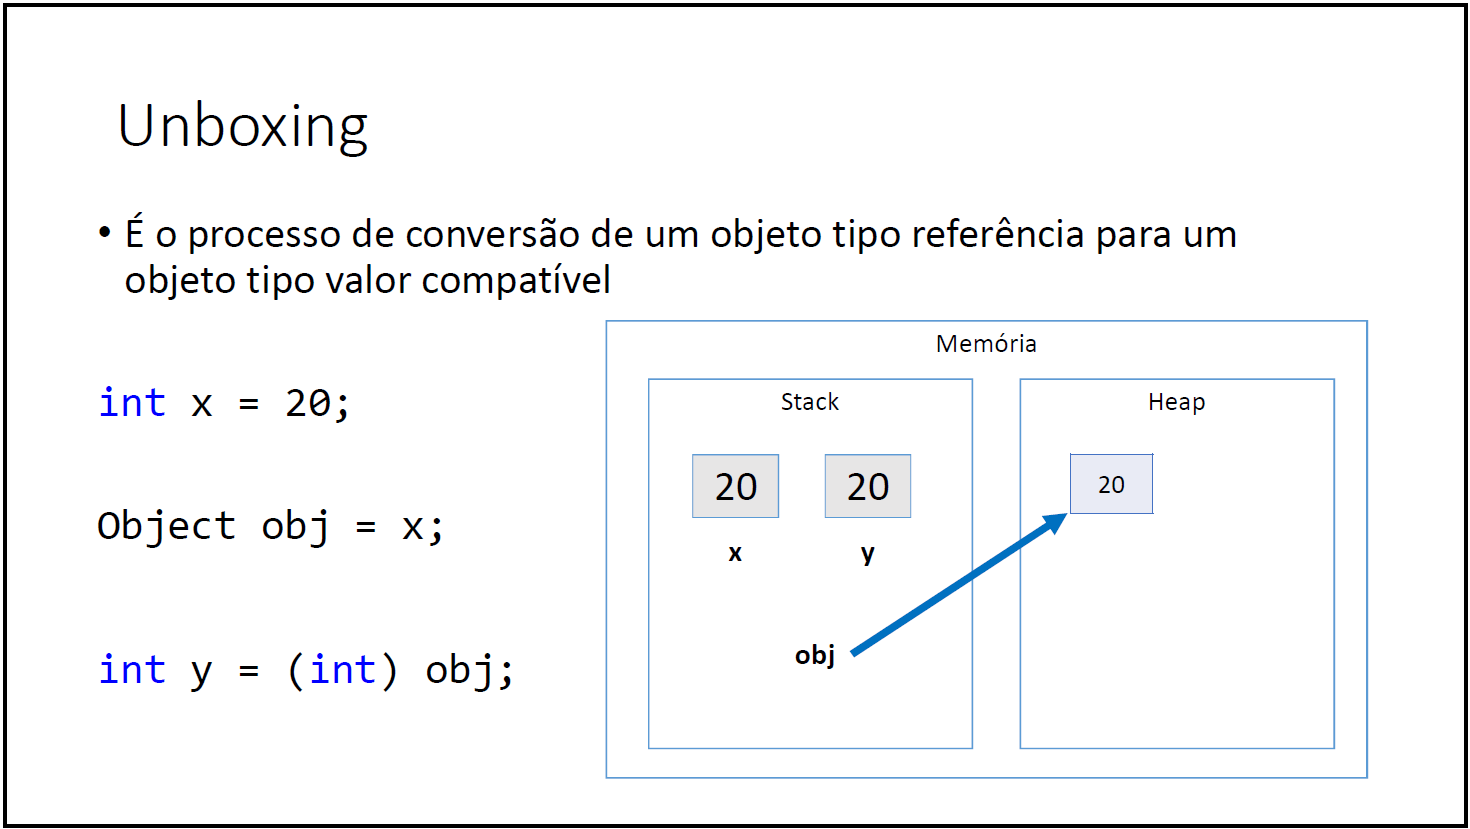 Unboxing
• É o processo de conversão de um objeto tipo referência para um
objeto tipo valor compatível
int x = 20;
Object obj = x;
int y = (int) obj;
Memória
Stack
20 20
x y
obj
Heap
20